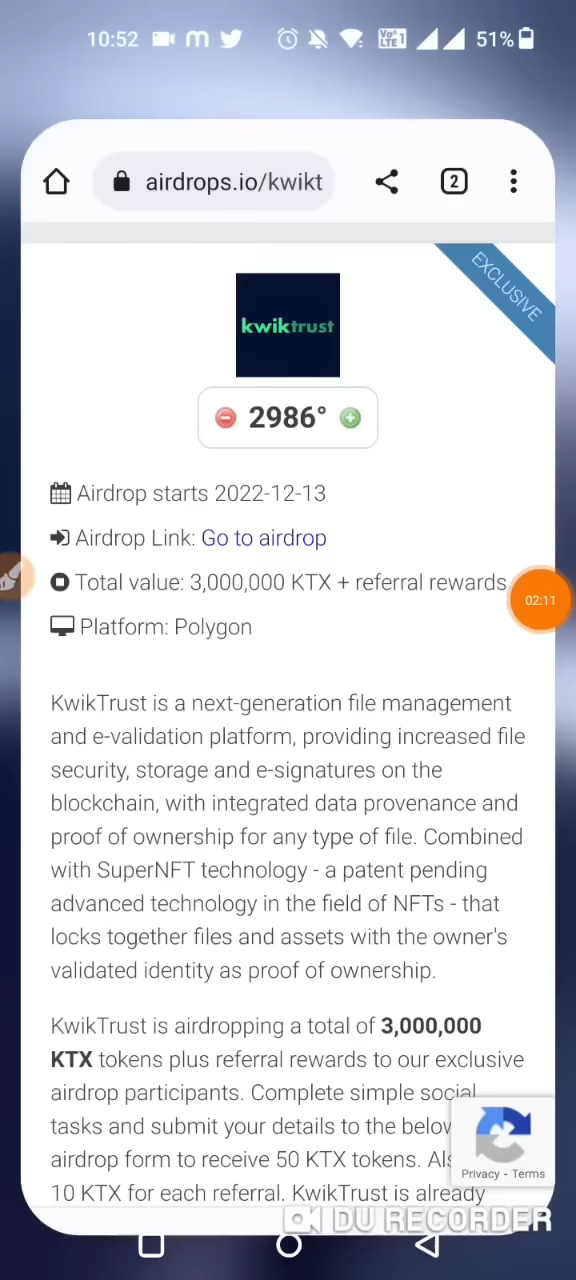 10:52
Vo) LTE 1
51%
airdrops.io/kwikt
2
EXCLUSIVE
kwiktrust
2986°
Airdrop starts 2022-12-13
Airdrop Link: Go to airdrop
Total value: 3,000,000 KTX + referral rewards
02:11
Platform: Polygon
KwikTrust is a next-generation file management
and e-validation platform, providing increased file
security, storage and e-signatures on the
blockchain, with integrated data provenance and
proof of ownership for any type of file. Combined
with SuperNFT technology - a patent pending
advanced technology in the field of NFTs - that
locks together files and assets with the owner's
validated identity as proof of ownership.
KwikTrust is airdropping a total of 3,000,000
KTX tokens plus referral rewards to our exclusive
airdrop participants. Complete simple social
tasks and submit your details to the below
airdrop form to receive 50 KTX tokens. Als
10 KTX for each referral. KwikTrust is already
Privacy - Terms
DU RECORDER